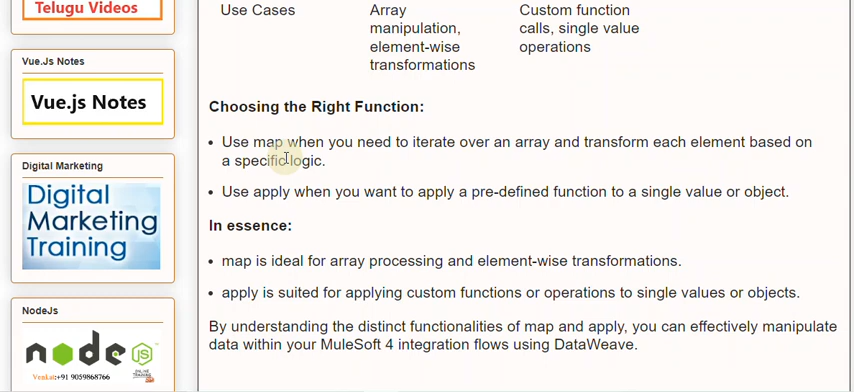 Telugu Videos
Vue.Js Notes
Vue.js Notes
Digital Marketing
Digital
Marketing
Training
NodeJs
node
JS
Venkat:+91 9059868766
Use Cases
Array
manipulation,
element-wise
transformations
Custom function
calls, single value
operations
Choosing the Right Function:
• Use map when you need to iterate over an array and transform each element based on
a specific logic.
• Use apply when you want to apply a pre-defined function to a single value or object.
In essence:
• map is ideal for array processing and element-wise transformations.
• apply is suited for applying custom functions or operations to single values or objects.
By understanding the distinct functionalities of map and apply, you can effectively manipulate
data within your MuleSoft 4 integration flows using DataWeave.